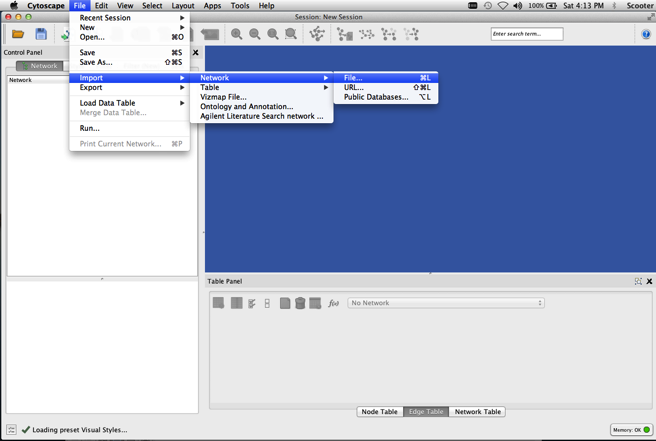 Cytoscape File Edit View Select Layout Apps Tools Help 100% Sat 4:13 PM Scooter
Session: New Session
Recent Session
New
Open... ⌘O
Save ⌘S
Save As... ⇧⌘S
Import
Export
Load Data Table
Merge Data Table...
Run...
Print Current Network... ⌘P
Network
Table
Vizmap File...
Ontology and Annotation...
Agilent Literature Search network ...
File... ⌘L
URL... ⇧⌘L
Public Databases... ⌥L
Enter search term...
Control Panel
Network
Network
Table Panel
f(x)
No Network
Node Table Edge Table Network Table
Loading preset Visual Styles...
Memory: OK